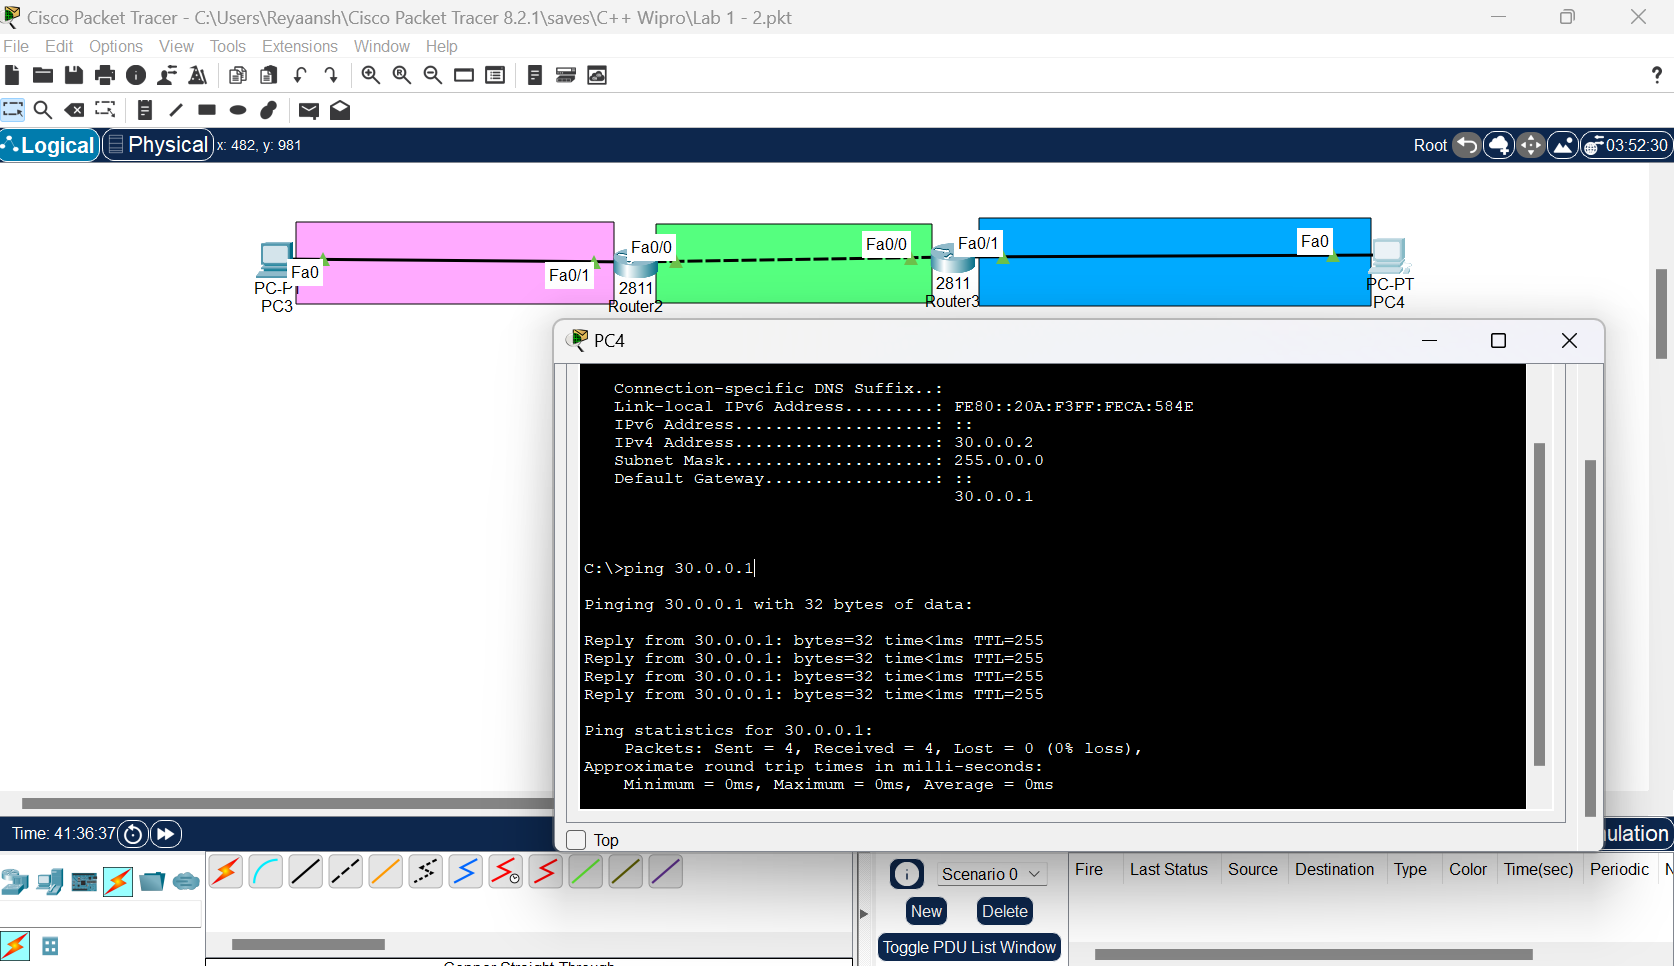 Cisco Packet Tracer - C:\Users\Reyaansh\Cisco Packet Tracer 8.2.1\saves\C++ Wipro\Lab 1 - 2.pkt
File Edit Options View Tools Extensions Window Help
?
Logical Physical x: 482, y: 981 Root 03:52:30
Fa0 Fa0/1 Fa0/0 Fa0/0 Fa0/1 Fa0
PC-PT
PC3
2811
Router2
2811
Router3
PC-PT
PC4
PC4
Connection-specific DNS Suffix..:
Link-local IPv6 Address.........: FE80::20A:F3FF:FECA:584E
IPv6 Address....................: ::
IPv4 Address....................: 30.0.0.2
Subnet Mask.....................: 255.0.0.0
Default Gateway.................: ::
30.0.0.1
C:\>ping 30.0.0.1
Pinging 30.0.0.1 with 32 bytes of data:
Reply from 30.0.0.1: bytes=32 time<1ms TTL=255
Reply from 30.0.0.1: bytes=32 time<1ms TTL=255
Reply from 30.0.0.1: bytes=32 time<1ms TTL=255
Reply from 30.0.0.1: bytes=32 time<1ms TTL=255
Ping statistics for 30.0.0.1:
Packets: Sent = 4, Received = 4, Lost = 0 (0% loss),
Approximate round trip times in milli-seconds:
Minimum = 0ms, Maximum = 0ms, Average = 0ms
Top
Time: 41:36:37
ulation
Scenario 0
New Delete
Toggle PDU List Window
Fire Last Status Source Destination Type Color Time(sec) Periodic N
Copper Straight-Through